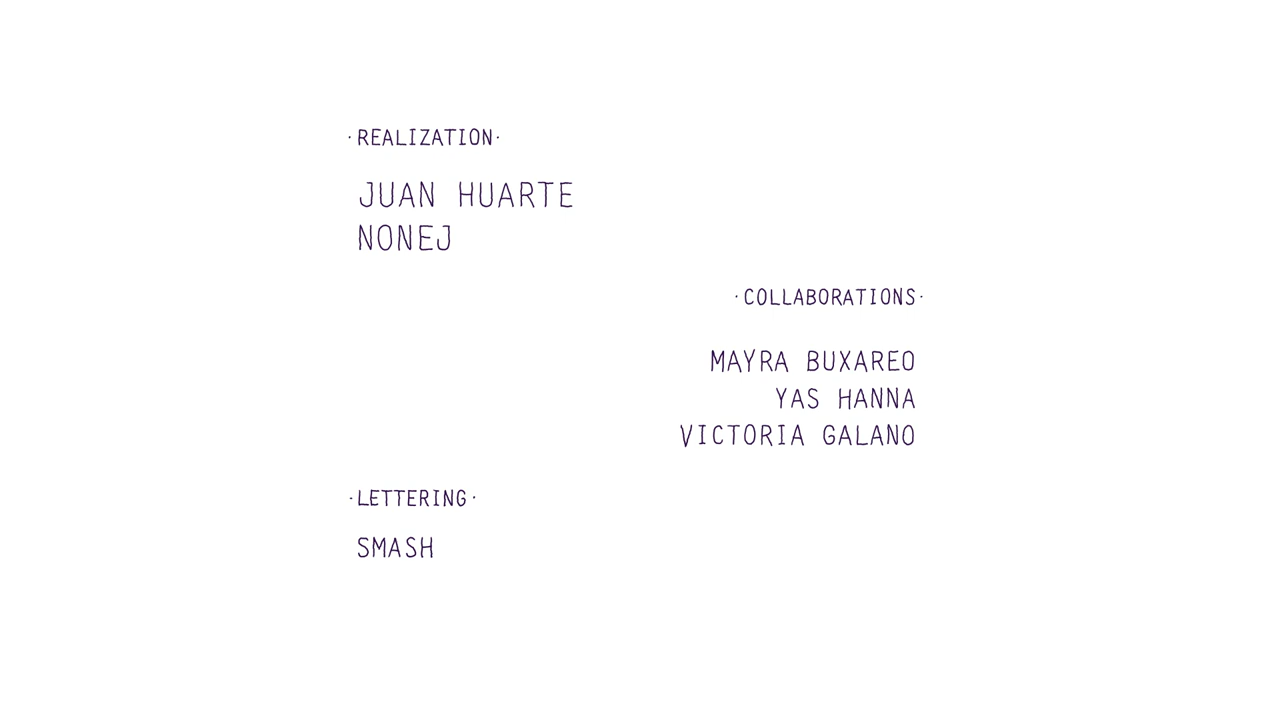 ·REALIZATION·
JUAN HUARTE
NONEJ
·COLLABORATIONS·
MAYRA BUXAREO
YAS HANNA
VICTORIA GALANO
·LETTERING·
SMASH